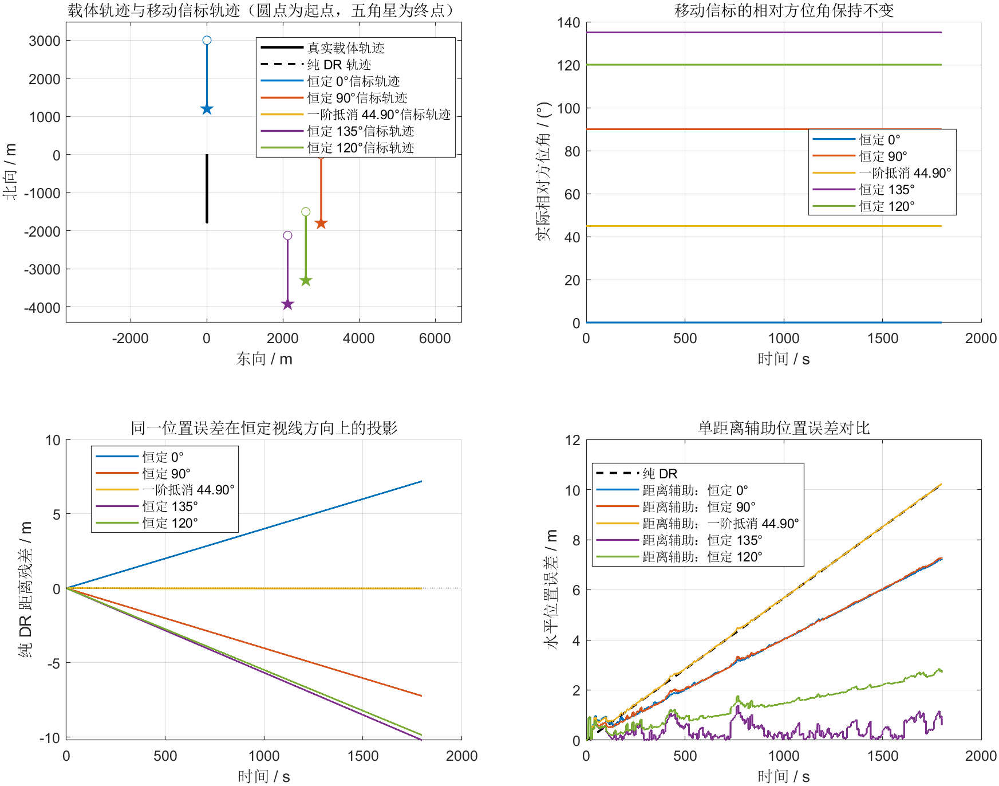 载体轨迹与移动信标轨迹（圆点为起点，五角星为终点）
3000
2000
1000
0
-1000
-2000
-3000
-4000
北向 / m
-2000
0
2000
4000
6000
东向 / m
真实载体轨迹
纯 DR 轨迹
恒定 0°信标轨迹
恒定 90°信标轨迹
一阶抵消 44.90°信标轨迹
恒定 135°信标轨迹
恒定 120°信标轨迹
移动信标的相对方位角保持不变
140
120
100
80
60
40
20
0
实际相对方位角 / (°)
0
500
1000
1500
2000
时间 / s
恒定 0°
恒定 90°
一阶抵消 44.90°
恒定 135°
恒定 120°
同一位置误差在恒定视线方向上的投影
10
5
0
-5
-10
纯 DR 距离残差 / m
0
500
1000
1500
2000
时间 / s
恒定 0°
恒定 90°
一阶抵消 44.90°
恒定 135°
恒定 120°
单距离辅助位置误差对比
12
10
8
6
4
2
0
水平位置误差 / m
0
500
1000
1500
2000
时间 / s
纯 DR
距离辅助：恒定 0°
距离辅助：恒定 90°
距离辅助：一阶抵消 44.90°
距离辅助：恒定 135°
距离辅助：恒定 120°